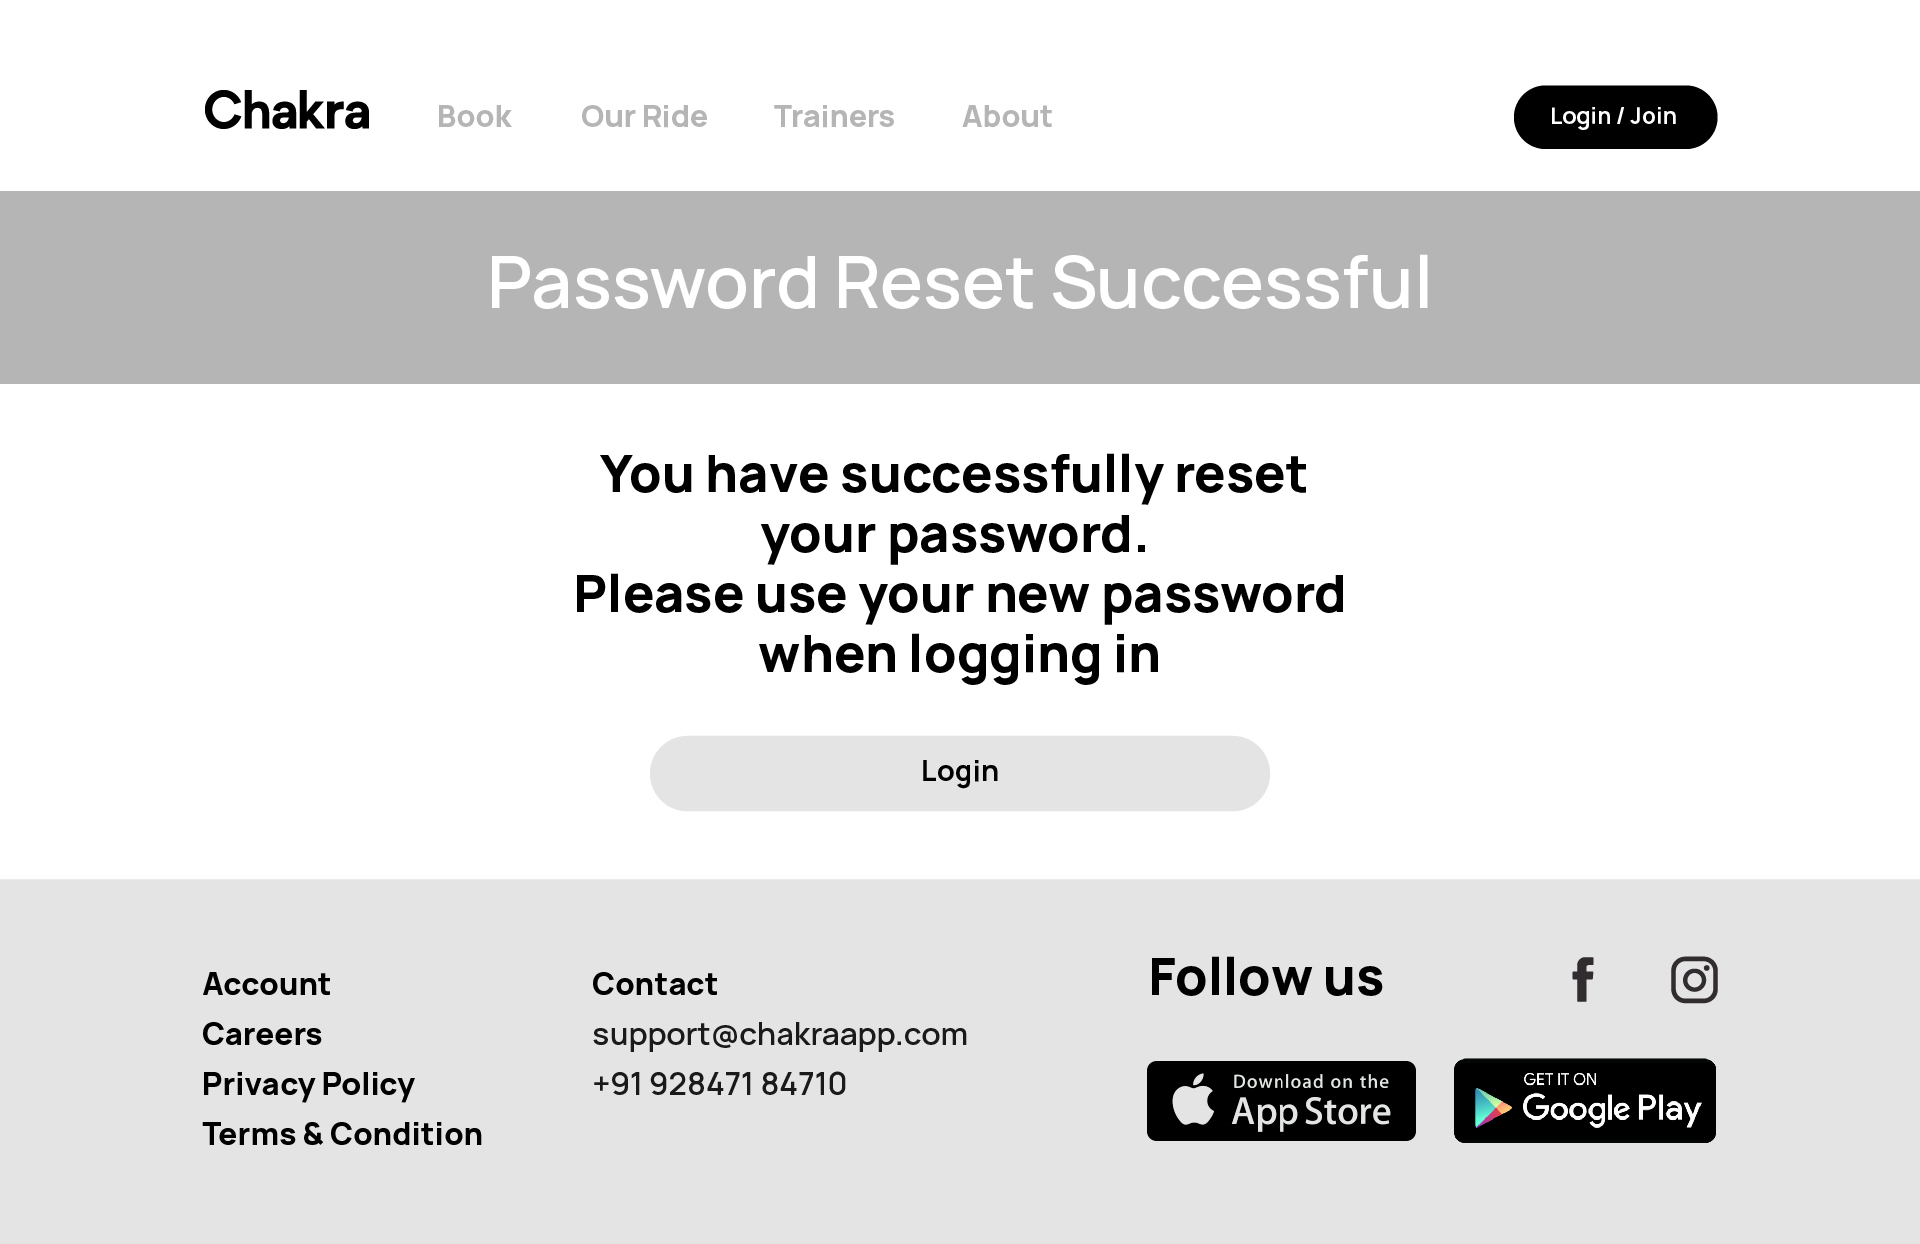 Chakra
Book
Our Ride
Trainers
About
Login / Join
Password Reset Successful
You have successfully reset
your password.
Please use your new password
when logging in
Login
Account
Careers
Privacy Policy
Terms & Condition
Contact
support@chakraapp.com
+91 928471 84710
Follow us
Download on the
App Store
GET IT ON
Google Play